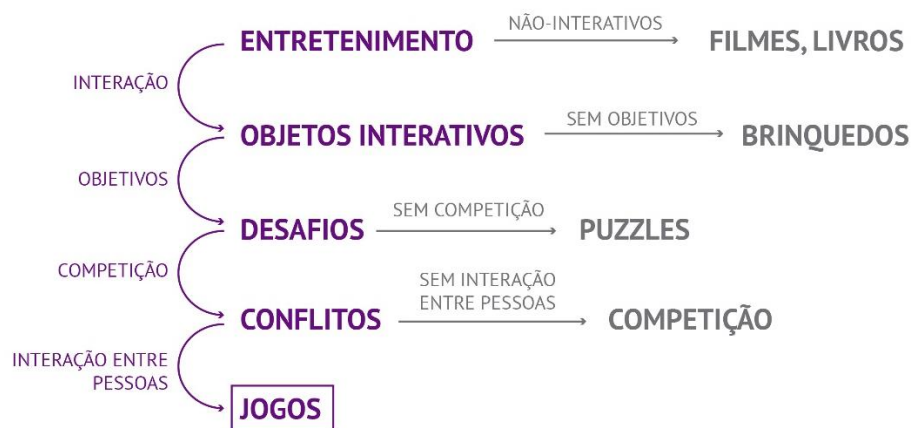 ENTRETENIMENTO
NÃO-INTERATIVOS
FILMES, LIVROS
INTERAÇÃO
OBJETOS INTERATIVOS
SEM OBJETIVOS
BRINQUEDOS
OBJETIVOS
DESAFIOS
SEM COMPETIÇÃO
PUZZLES
COMPETIÇÃO
CONFLITOS
SEM INTERAÇÃO
ENTRE PESSOAS
COMPETIÇÃO
INTERAÇÃO ENTRE
PESSOAS
JOGOS